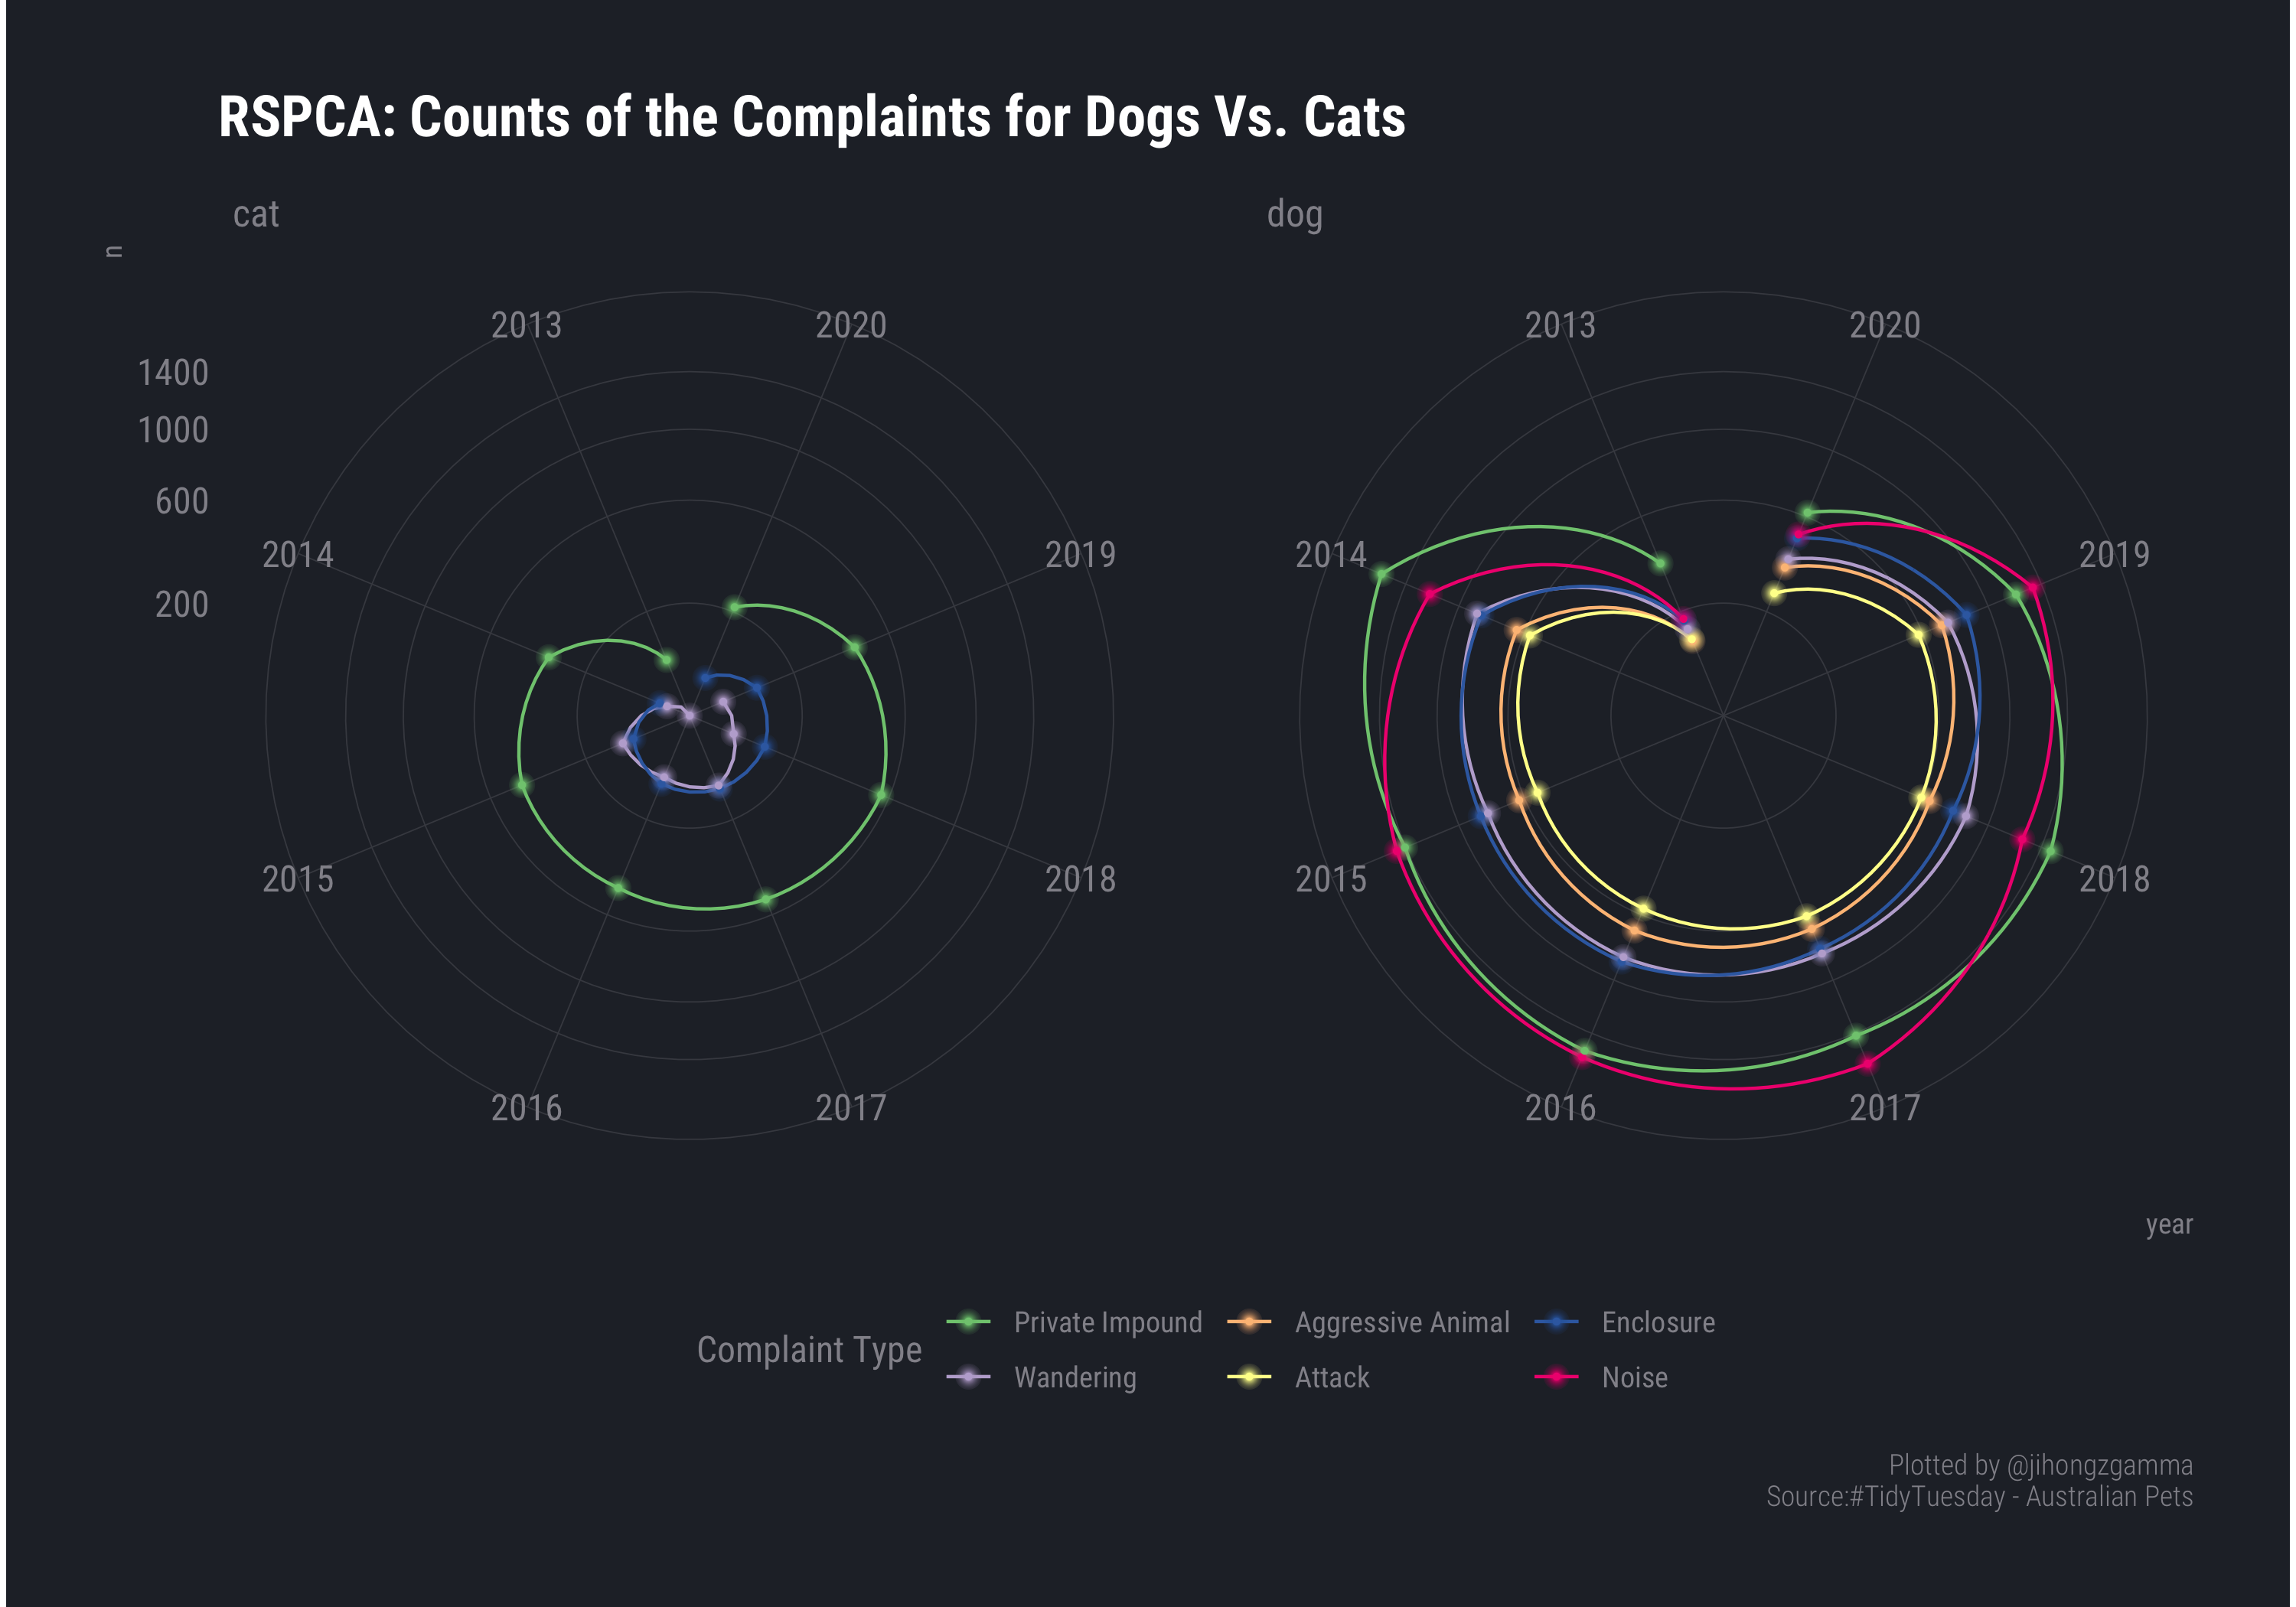 RSPCA: Counts of the Complaints for Dogs Vs. Cats
cat
dog
n
1400
1000
600
200
2013
2020
2014
2019
2015
2018
2016
2017
2013
2020
2014
2019
2015
2018
2016
2017
year
Complaint Type
Private Impound
Aggressive Animal
Enclosure
Wandering
Attack
Noise
Plotted by @jihongzgamma
Source:#TidyTuesday - Australian Pets